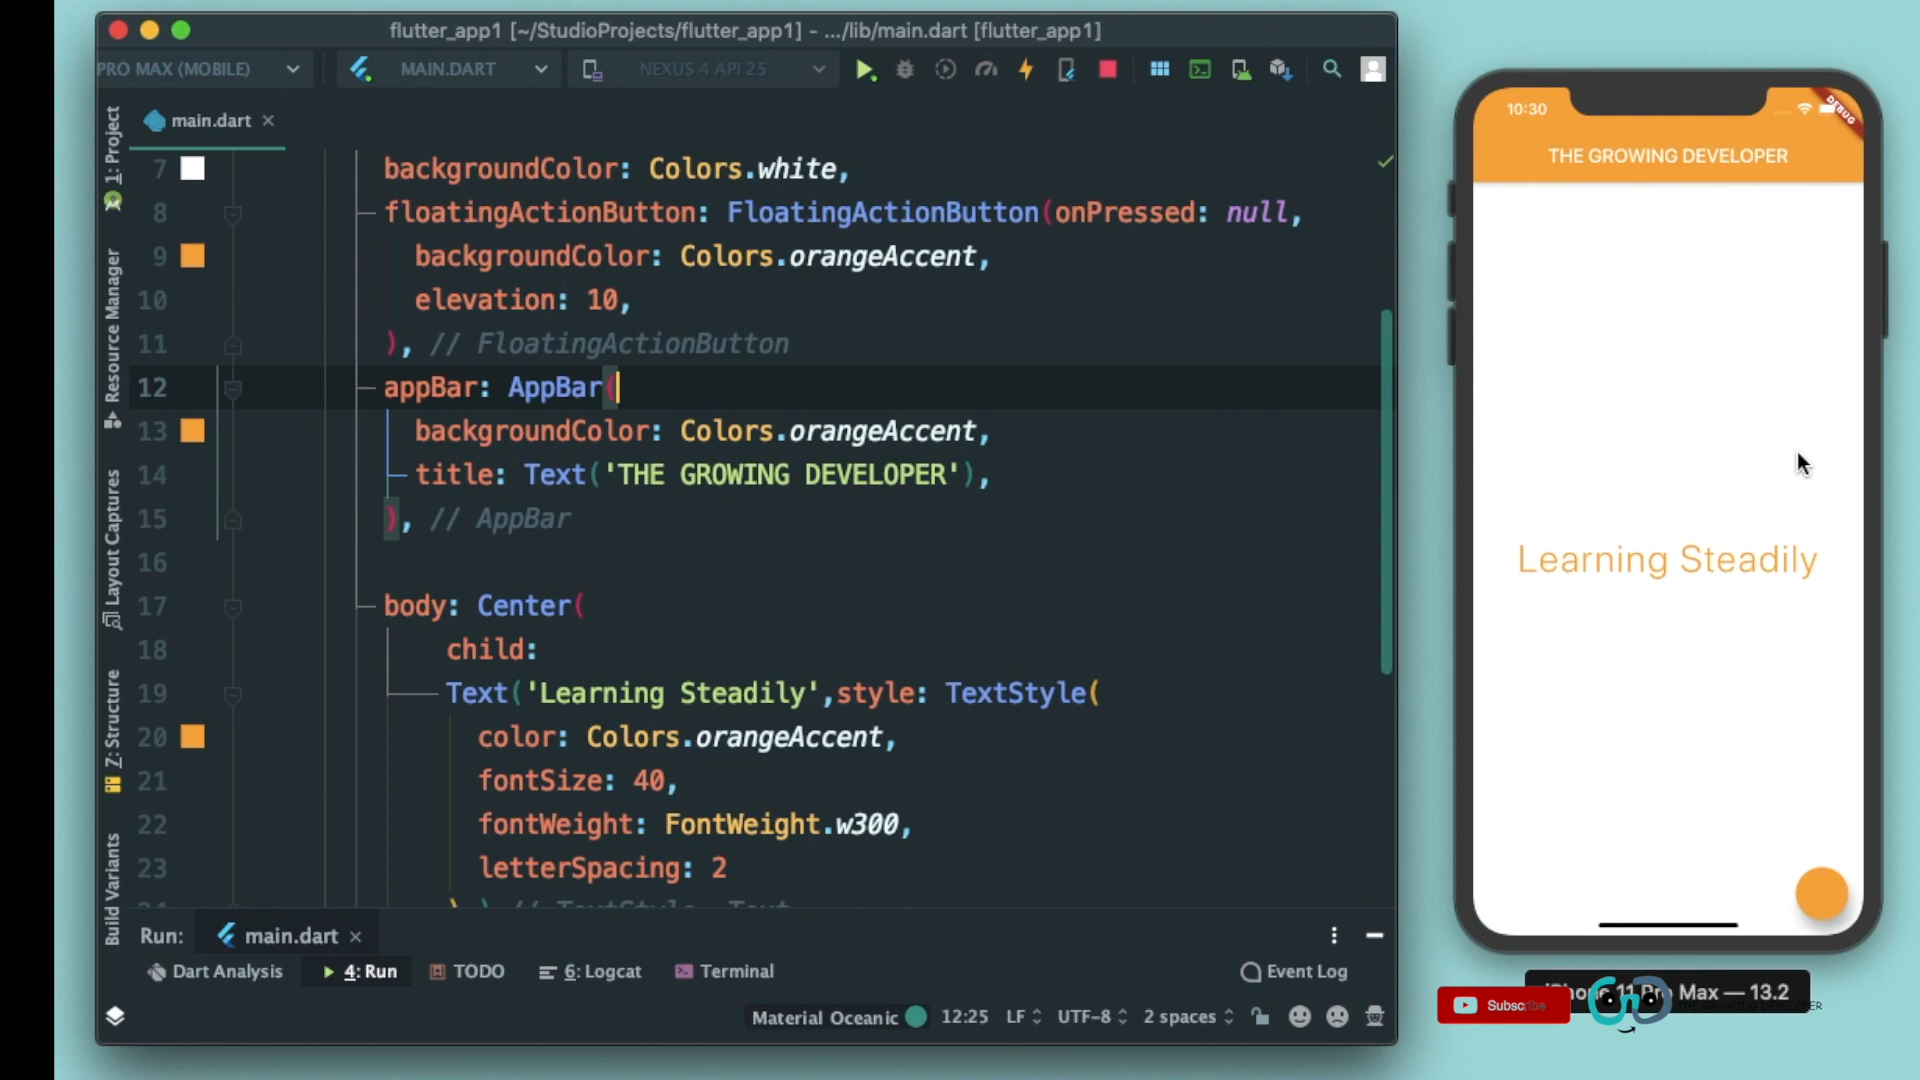 flutter_app1 [~/StudioProjects/flutter_app1] - .../lib/main.dart [flutter_app1]
PRO MAX (MOBILE)
MAIN.DART
NEXUS 4 API 25
1: Project
Resource Manager
Layout Captures
Z: Structure
Build Variants
main.dart
7 backgroundColor: Colors.white,
8 floatingActionButton: FloatingActionButton(onPressed: null,
9 backgroundColor: Colors.orangeAccent,
10 elevation: 10,
11 ), // FloatingActionButton
12 appBar: AppBar(
13 backgroundColor: Colors.orangeAccent,
14 title: Text('THE GROWING DEVELOPER'),
15 ), // AppBar
16
17 body: Center(
18 child:
19 Text('Learning Steadily',style: TextStyle(
20 color: Colors.orangeAccent,
21 fontSize: 40,
22 fontWeight: FontWeight.w300,
23 letterSpacing: 2
Run: main.dart
Dart Analysis
4: Run
TODO
6: Logcat
Terminal
Event Log
Material Oceanic
12:25
LF
UTF-8
2 spaces
10:30
DEBUG
THE GROWING DEVELOPER
Learning Steadily
iPhone 11 Pro Max — 13.2
Subscribe